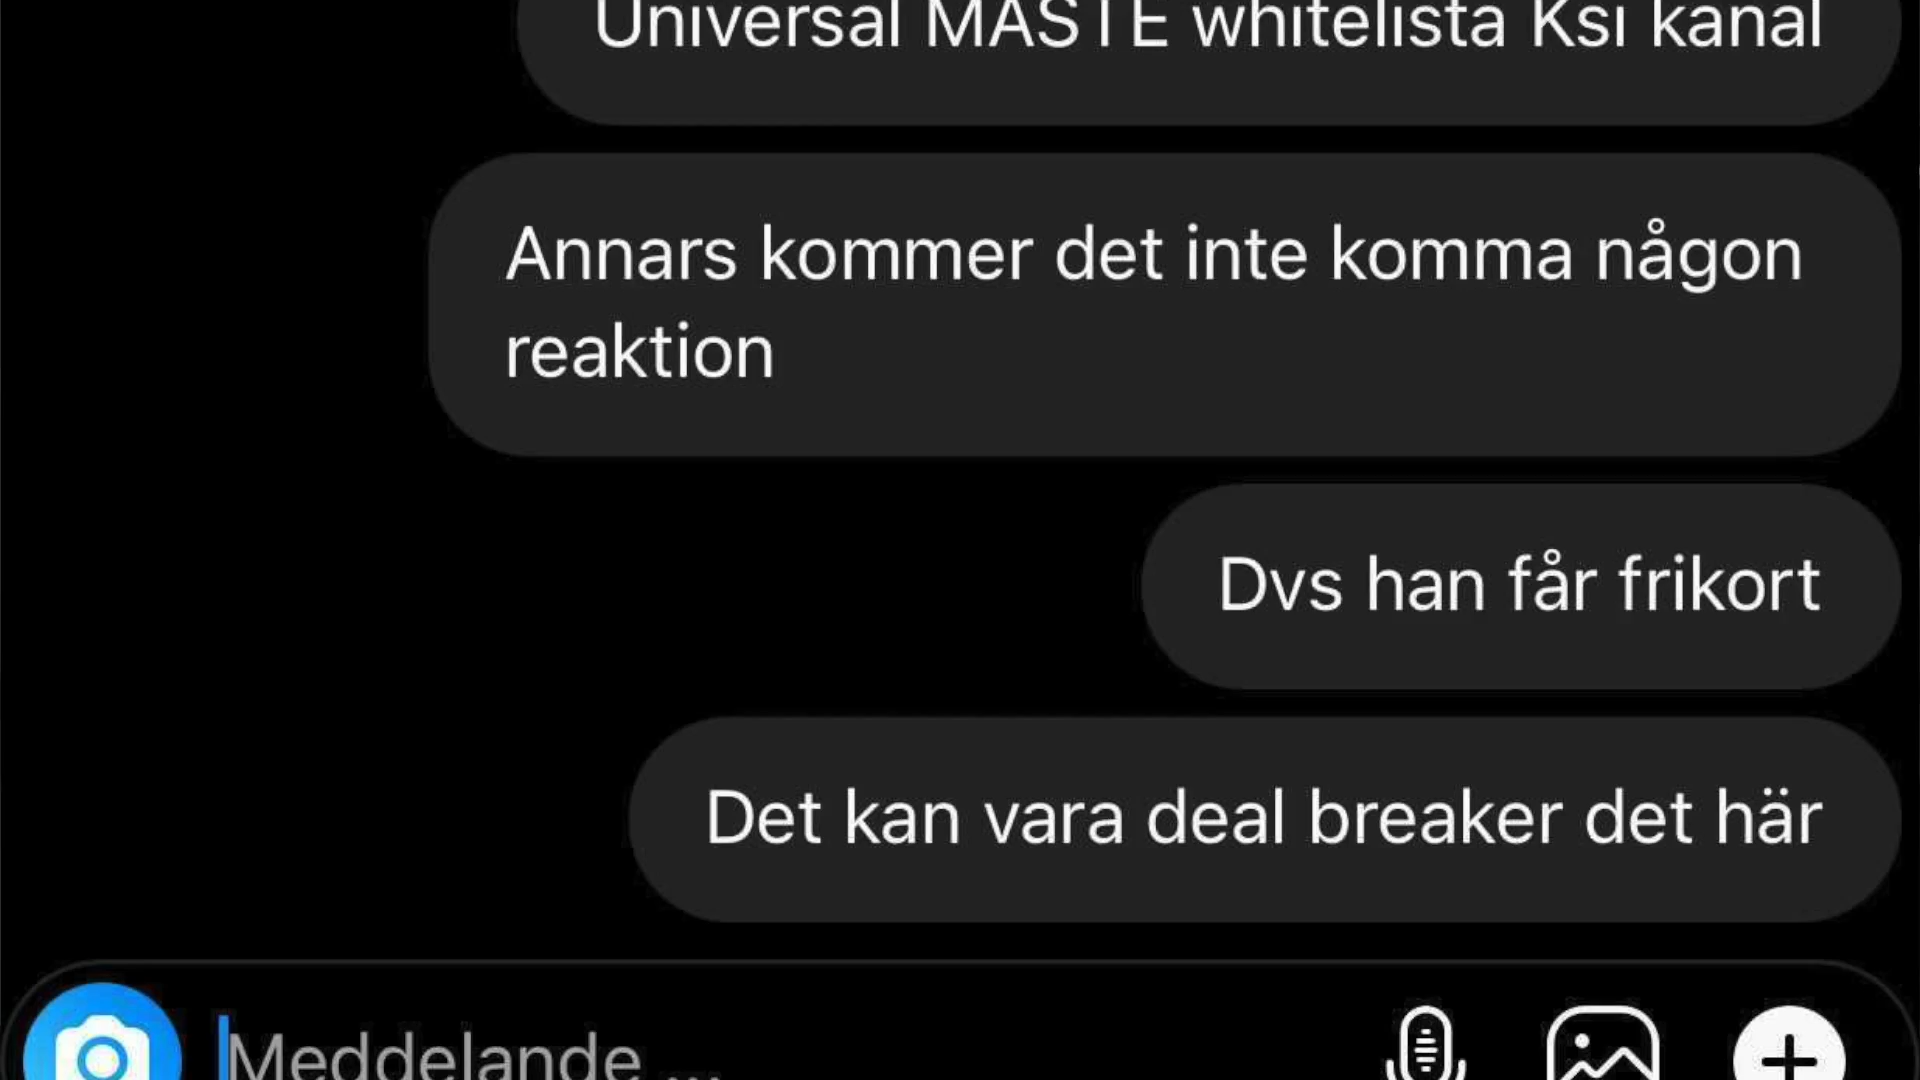 Universal MÅSTE whitelista Ksi kanal
Annars kommer det inte komma någon
reaktion
Dvs han får frikort
Det kan vara deal breaker det här
Meddelande ...